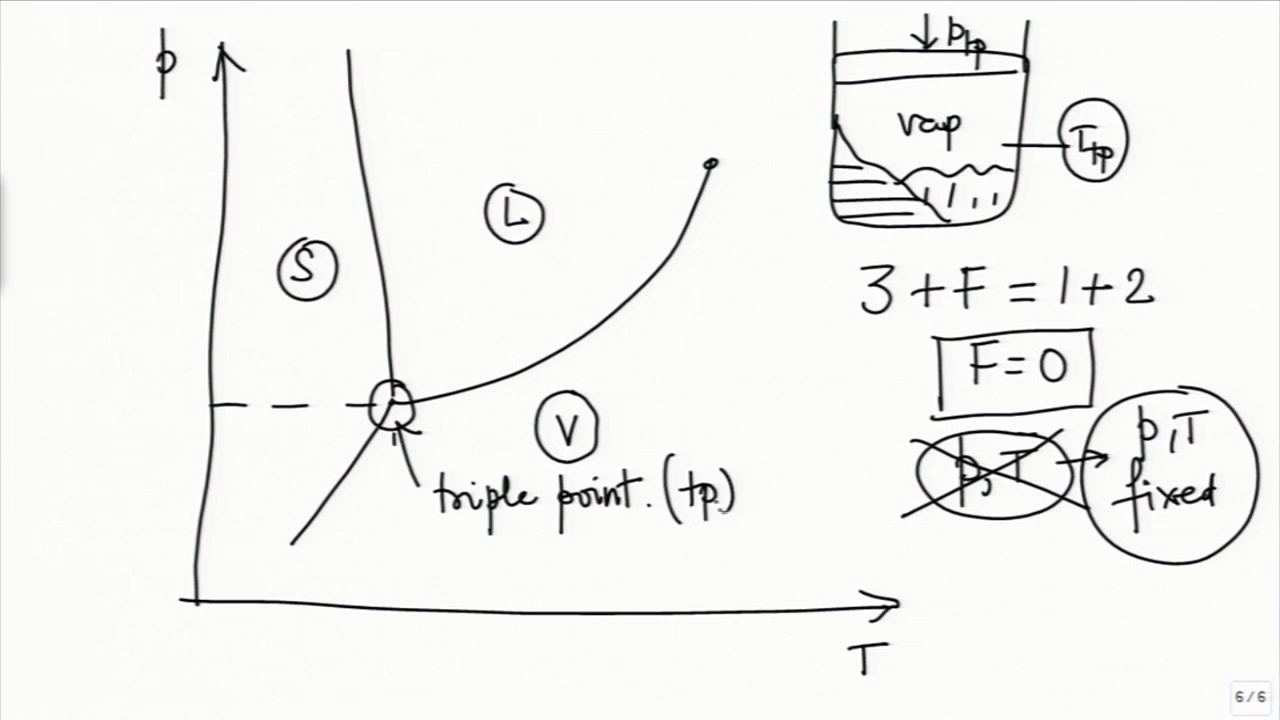 p
S
L
V
triple point. (tp)
T
p_tp
vap
T_tp
3 + F = 1 + 2
F = 0
p, T
p, T
fixed
6 / 6